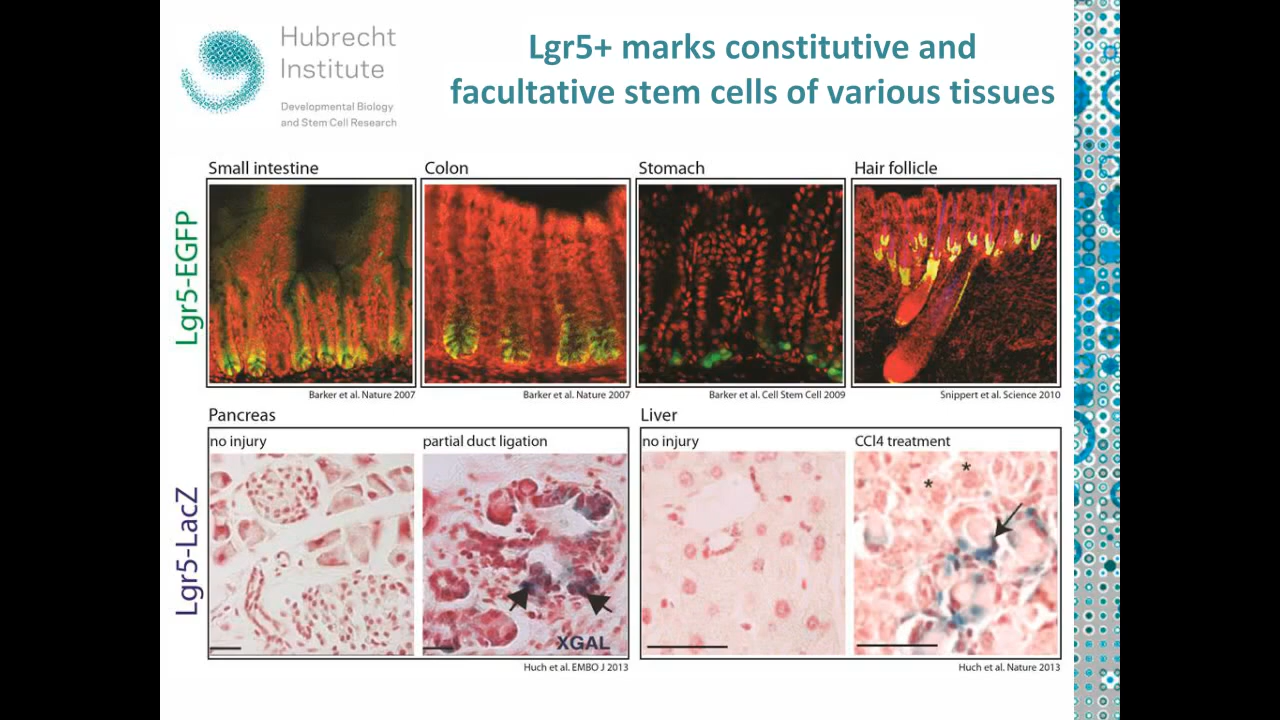 Hubrecht
Institute
Developmental Biology
and Stem Cell Research
Lgr5+ marks constitutive and
facultative stem cells of various tissues
Small intestine
Colon
Stomach
Hair follicle
Lgr5-EGFP
Barker et al. Nature 2007
Barker et al. Nature 2007
Barker et al. Cell Stem Cell 2009
Snippert et al. Science 2010
Pancreas
Liver
no injury
partial duct ligation
no injury
CCl4 treatment
Lgr5-LacZ
*
*
XGAL
Huch et al. EMBO J 2013
Huch et al. Nature 2013